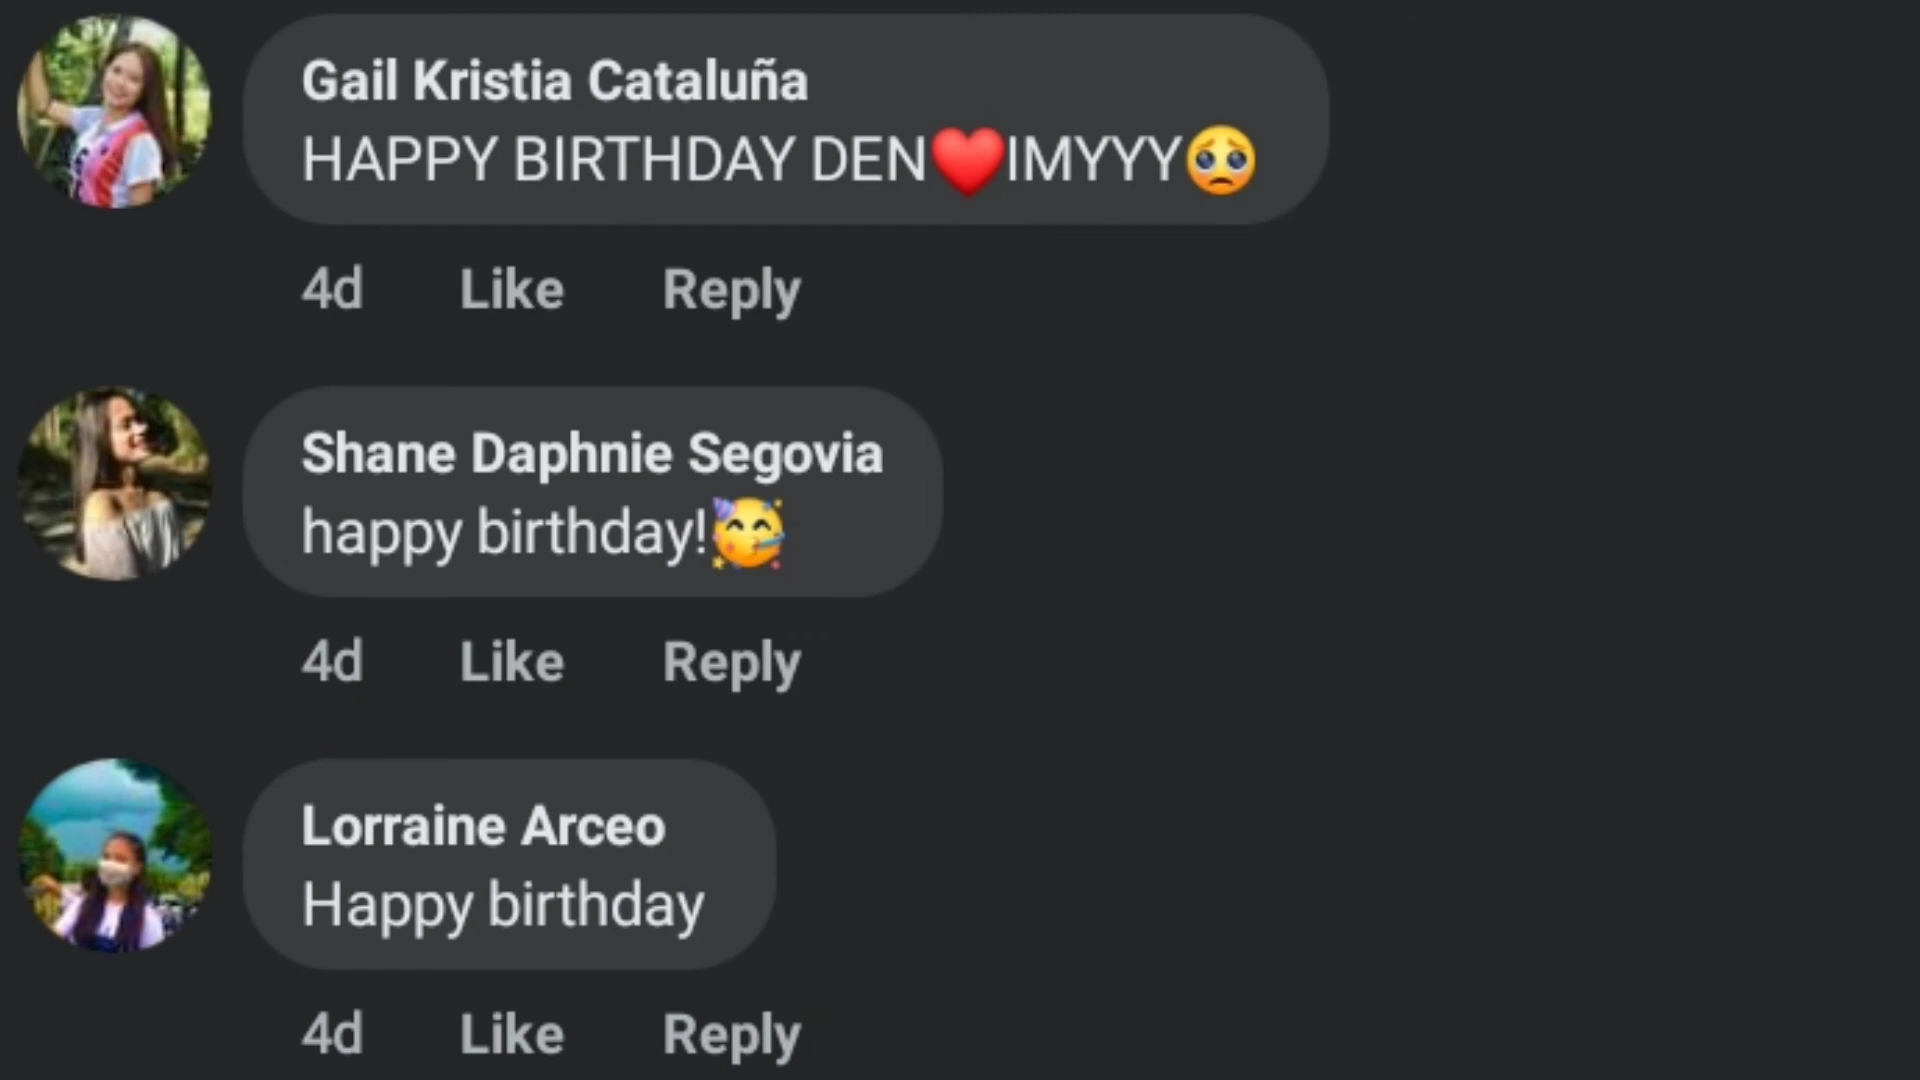 Gail Kristia Cataluña
HAPPY BIRTHDAY DEN❤️IMYYY🥺
4d Like Reply
Shane Daphnie Segovia
happy birthday!🥳
4d Like Reply
Lorraine Arceo
Happy birthday
4d Like Reply